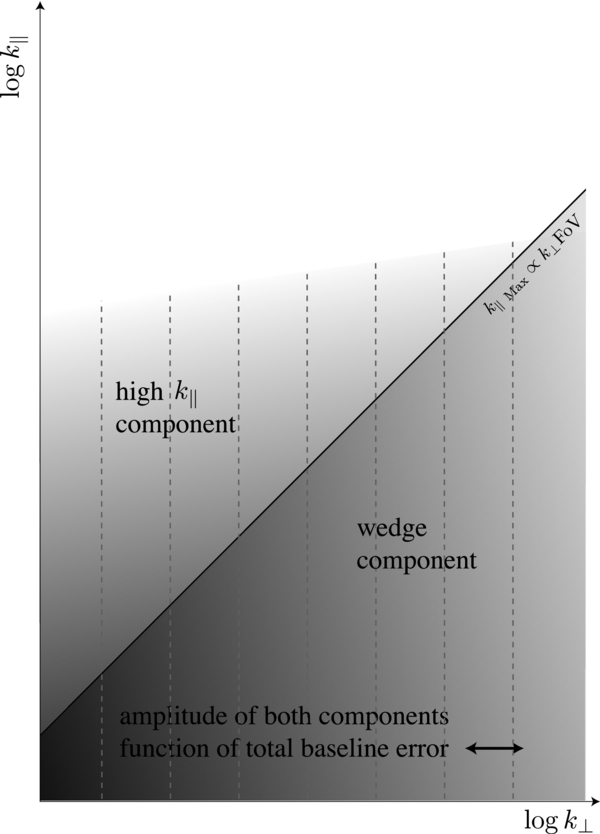 log k∥
k∥ Max ∝ k⊥FoV
high k∥
component
wedge
component
amplitude of both components
function of total baseline error
log k⊥